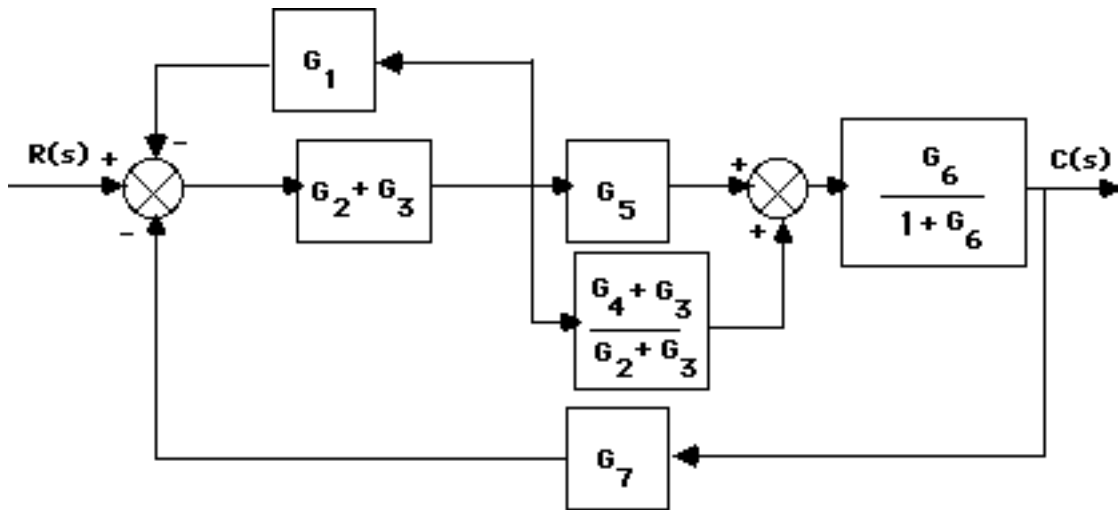 G1
R(s) + -
-
G2 + G3
G5
+
+
G4 + G3
G2 + G3
G6
1 + G6
C(s)
G7